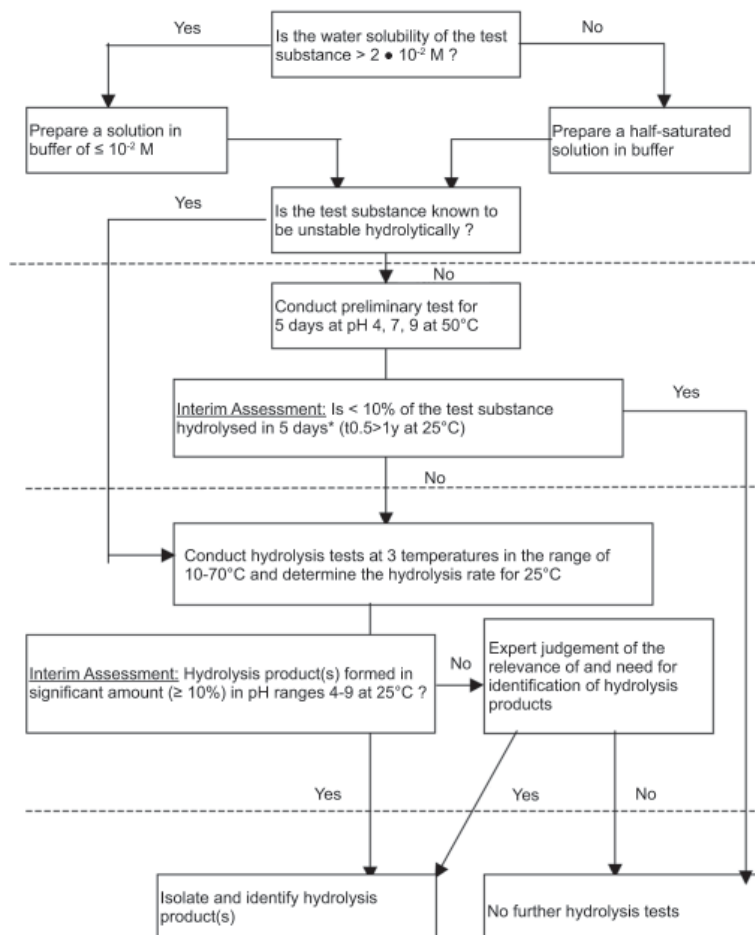 Yes
Is the water solubility of the test
substance > 2 ● 10⁻² M ?
No
Prepare a solution in
buffer of ≤ 10⁻² M
Prepare a half-saturated
solution in buffer
Yes
Is the test substance known to
be unstable hydrolytically ?
No
Conduct preliminary test for
5 days at pH 4, 7, 9 at 50°C
Interim Assessment: Is < 10% of the test substance
hydrolysed in 5 days* (t0.5>1y at 25°C)
Yes
No
Conduct hydrolysis tests at 3 temperatures in the range of
10-70°C and determine the hydrolysis rate for 25°C
Interim Assessment: Hydrolysis product(s) formed in
significant amount (≥ 10%) in pH ranges 4-9 at 25°C ?
No
Expert judgement of the
relevance of and need for
identification of hydrolysis
products
Yes
Yes
No
Isolate and identify hydrolysis
product(s)
No further hydrolysis tests